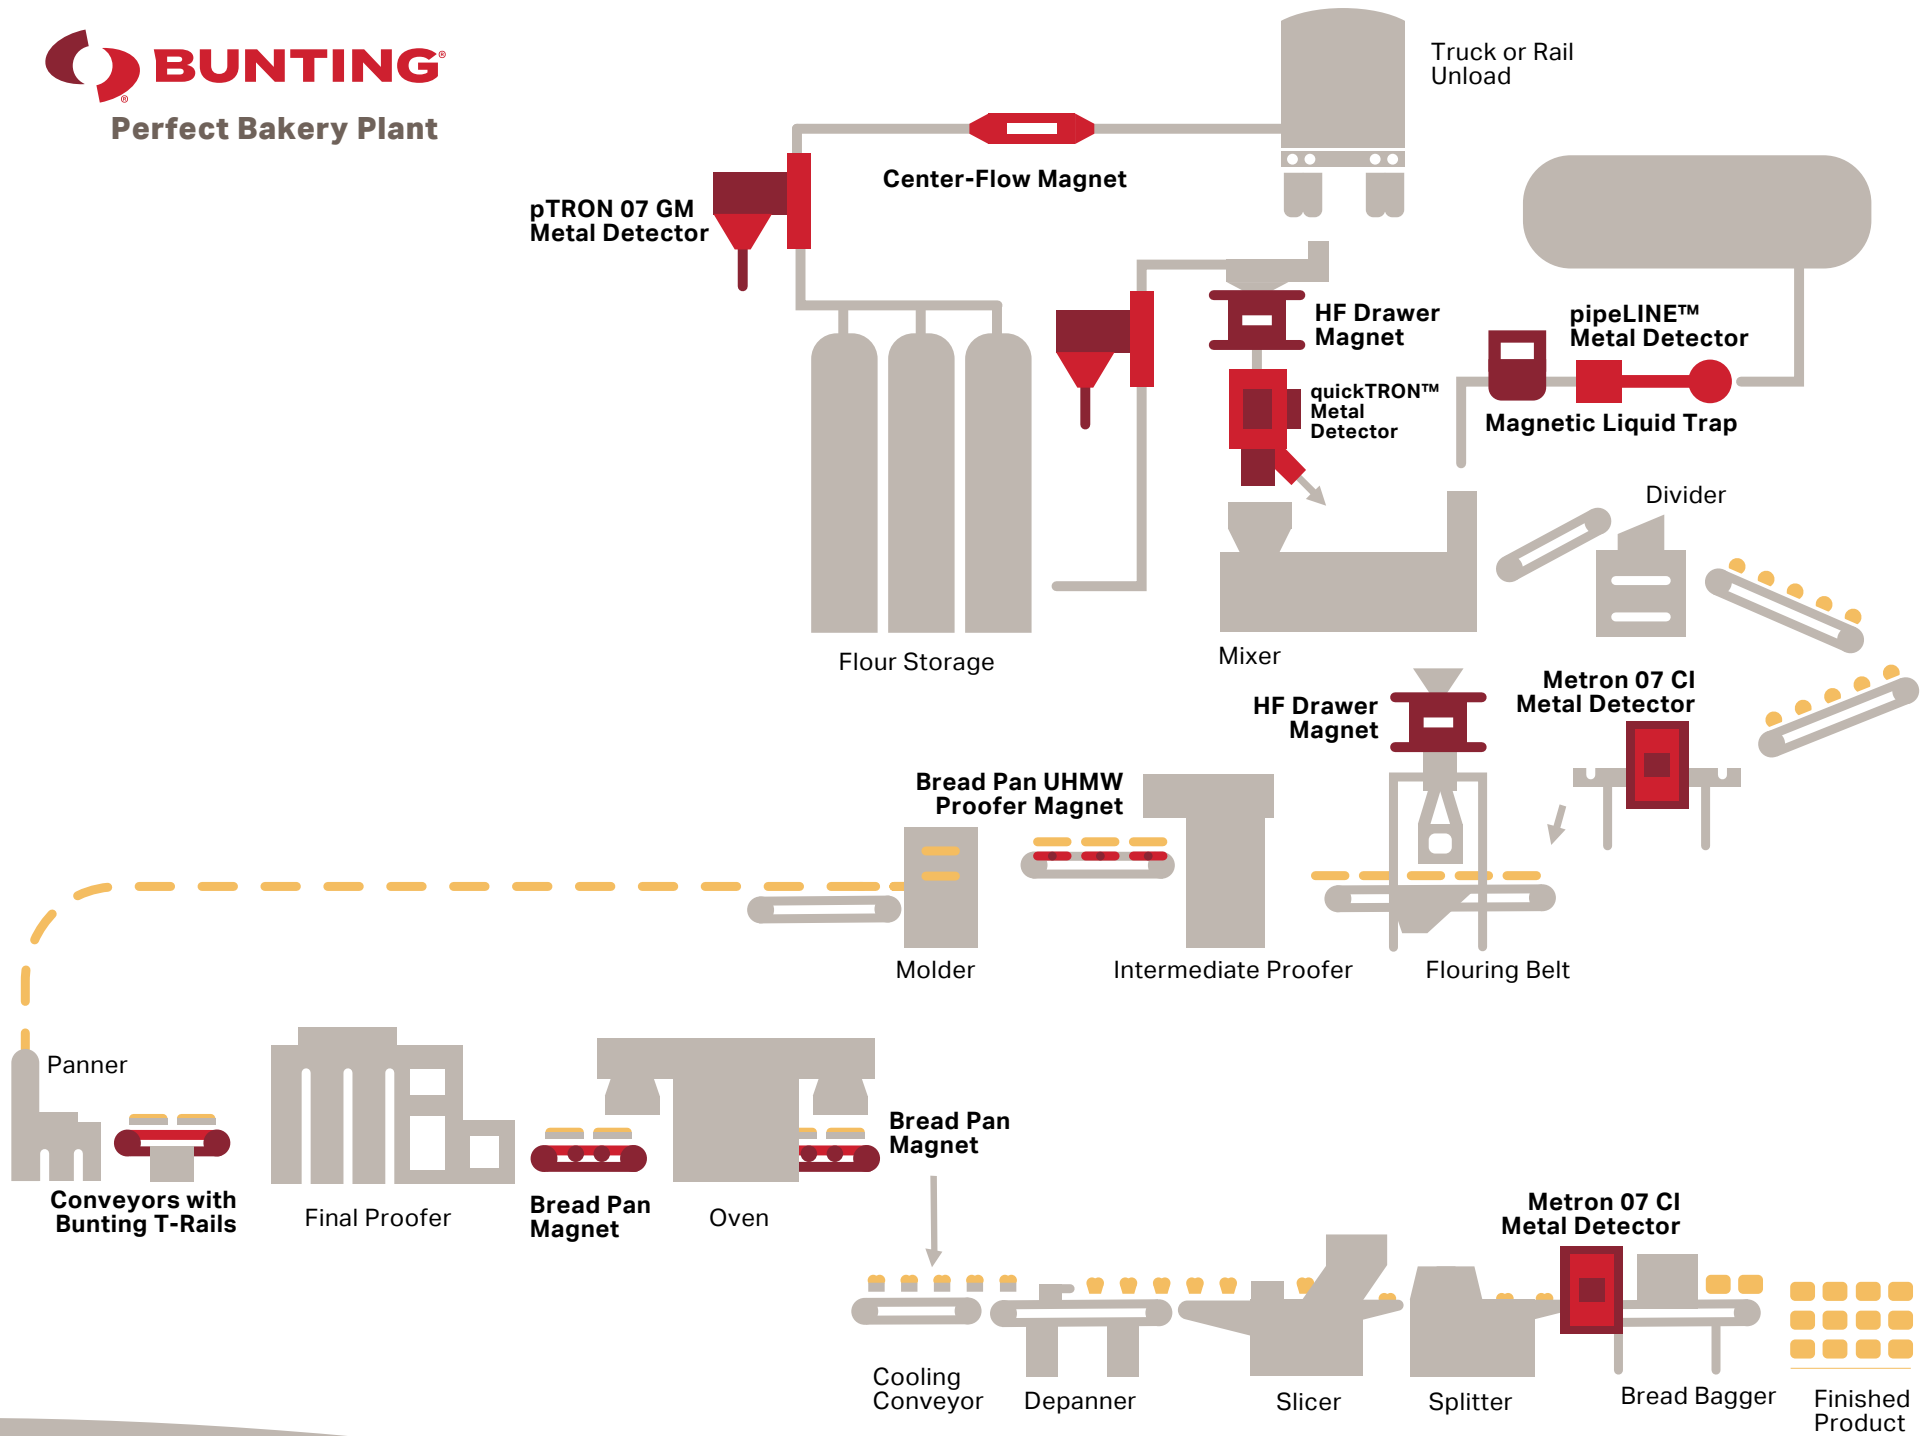 BUNTING®
®
Perfect Bakery Plant
Truck or Rail
Unload
Center-Flow Magnet
pTRON 07 GM
Metal Detector
HF Drawer
Magnet
pipeLINE™
Metal Detector
quickTRON™
Metal
Detector
Magnetic Liquid Trap
Divider
Flour Storage
Mixer
HF Drawer
Magnet
Metron 07 CI
Metal Detector
Bread Pan UHMW
Proofer Magnet
Molder
Intermediate Proofer
Flouring Belt
Panner
Conveyors with
Bunting T-Rails
Final Proofer
Bread Pan
Magnet
Oven
Bread Pan
Magnet
Metron 07 CI
Metal Detector
Cooling
Conveyor
Depanner
Slicer
Splitter
Bread Bagger
Finished
Product